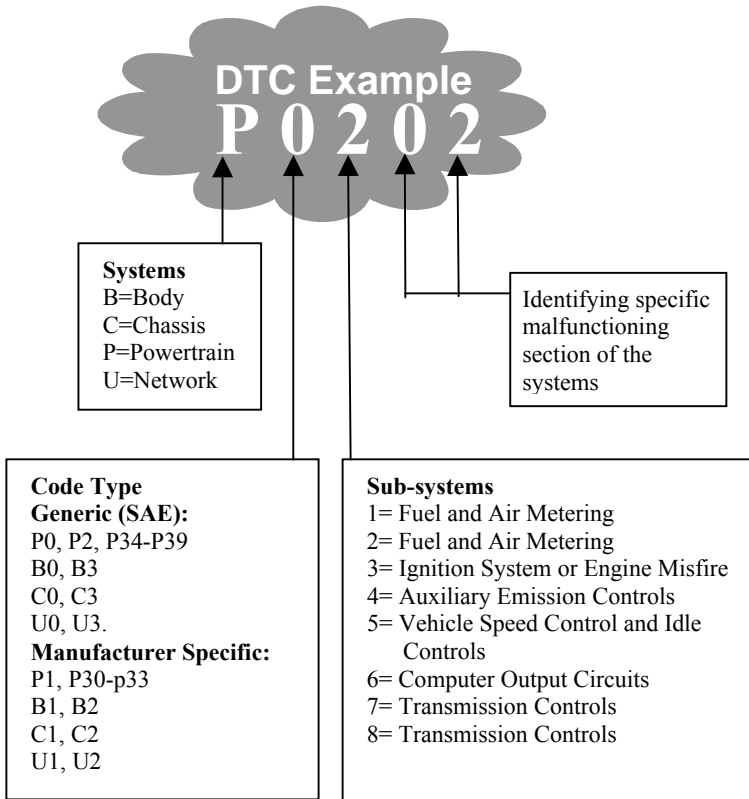 DTC Example
P 0 2 0 2
Systems
B=Body
C=Chassis
P=Powertrain
U=Network
Identifying specific
malfunctioning
section of the
systems
Code Type
Generic (SAE):
P0, P2, P34-P39
B0, B3
C0, C3
U0, U3.
Manufacturer Specific:
P1, P30-p33
B1, B2
C1, C2
U1, U2
Sub-systems
1= Fuel and Air Metering
2= Fuel and Air Metering
3= Ignition System or Engine Misfire
4= Auxiliary Emission Controls
5= Vehicle Speed Control and Idle
Controls
6= Computer Output Circuits
7= Transmission Controls
8= Transmission Controls